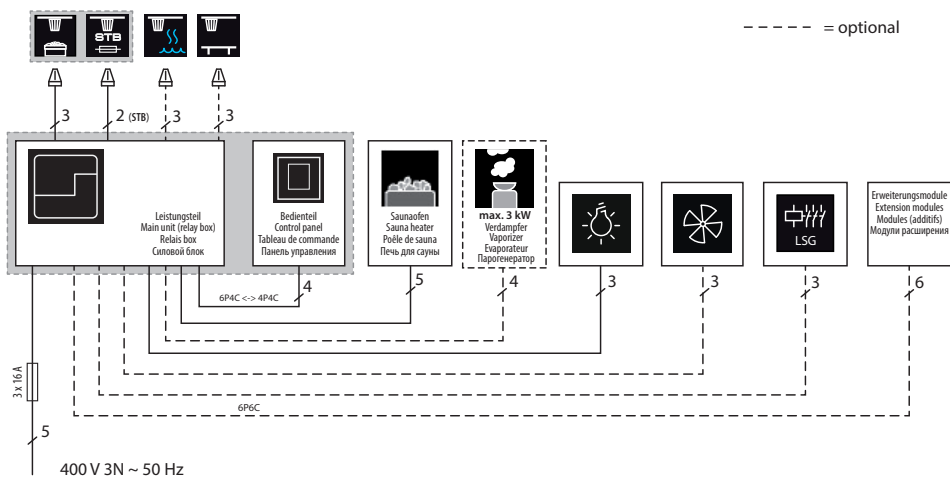 STB
= optional
3
2 (STB)
3
3
Leistungsteil
Main unit (relay box)
Relais box
Силовой блок
Bedienteil
Control panel
Tableau de commande
Панель управления
Saunaofen
Sauna heater
Poêle de sauna
Печь для сауны
max. 3 kW
Verdampfer
Vaporizer
Evaporateur
Парогенератор
LSG
Erweiterungsmodule
Extension modules
Modules (additifs)
Модули расширения
6P4C <-> 4P4C
4
5
4
3
3
3
6
3 x 16 A
6P6C
5
400 V 3N ~ 50 Hz